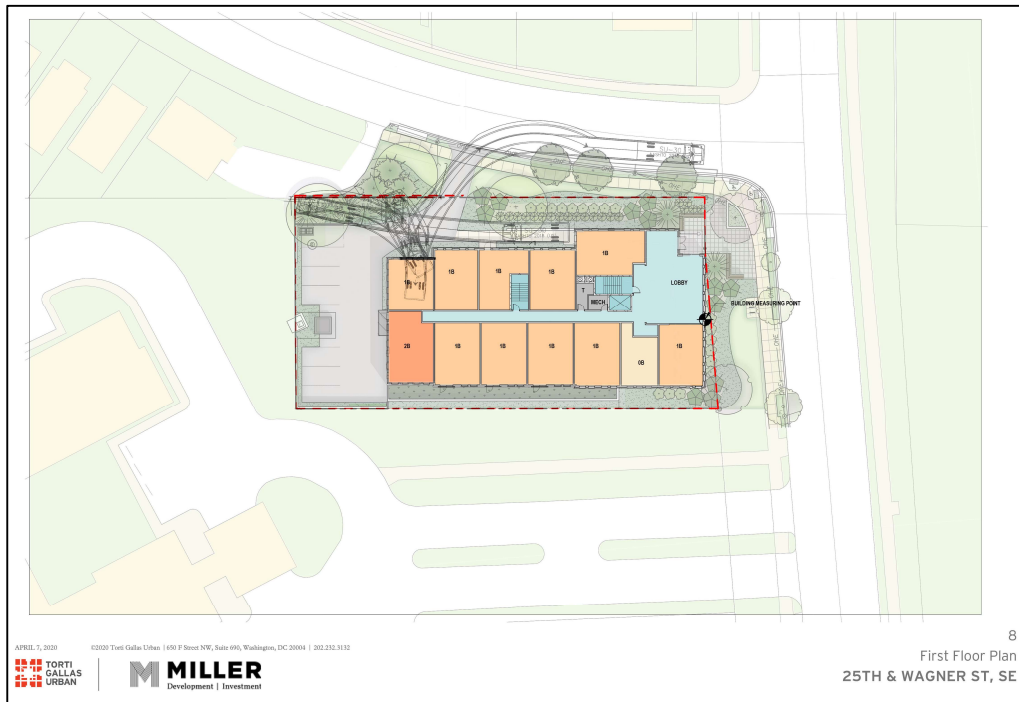 SU-30
1B
LOBBY
1B
1B
1B
1B
T
MECH
BUILDING MEASURING POINT
2B
1B
1B
1B
1B
0B
1B
8
First Floor Plan
25TH & WAGNER ST, SE
APRIL 7, 2020 ©2020 Torti Gallas Urban | 650 F Street NW, Suite 690, Washington, DC 20004 | 202.232.3132
TORTI
GALLAS
URBAN
MILLER
Development | Investment